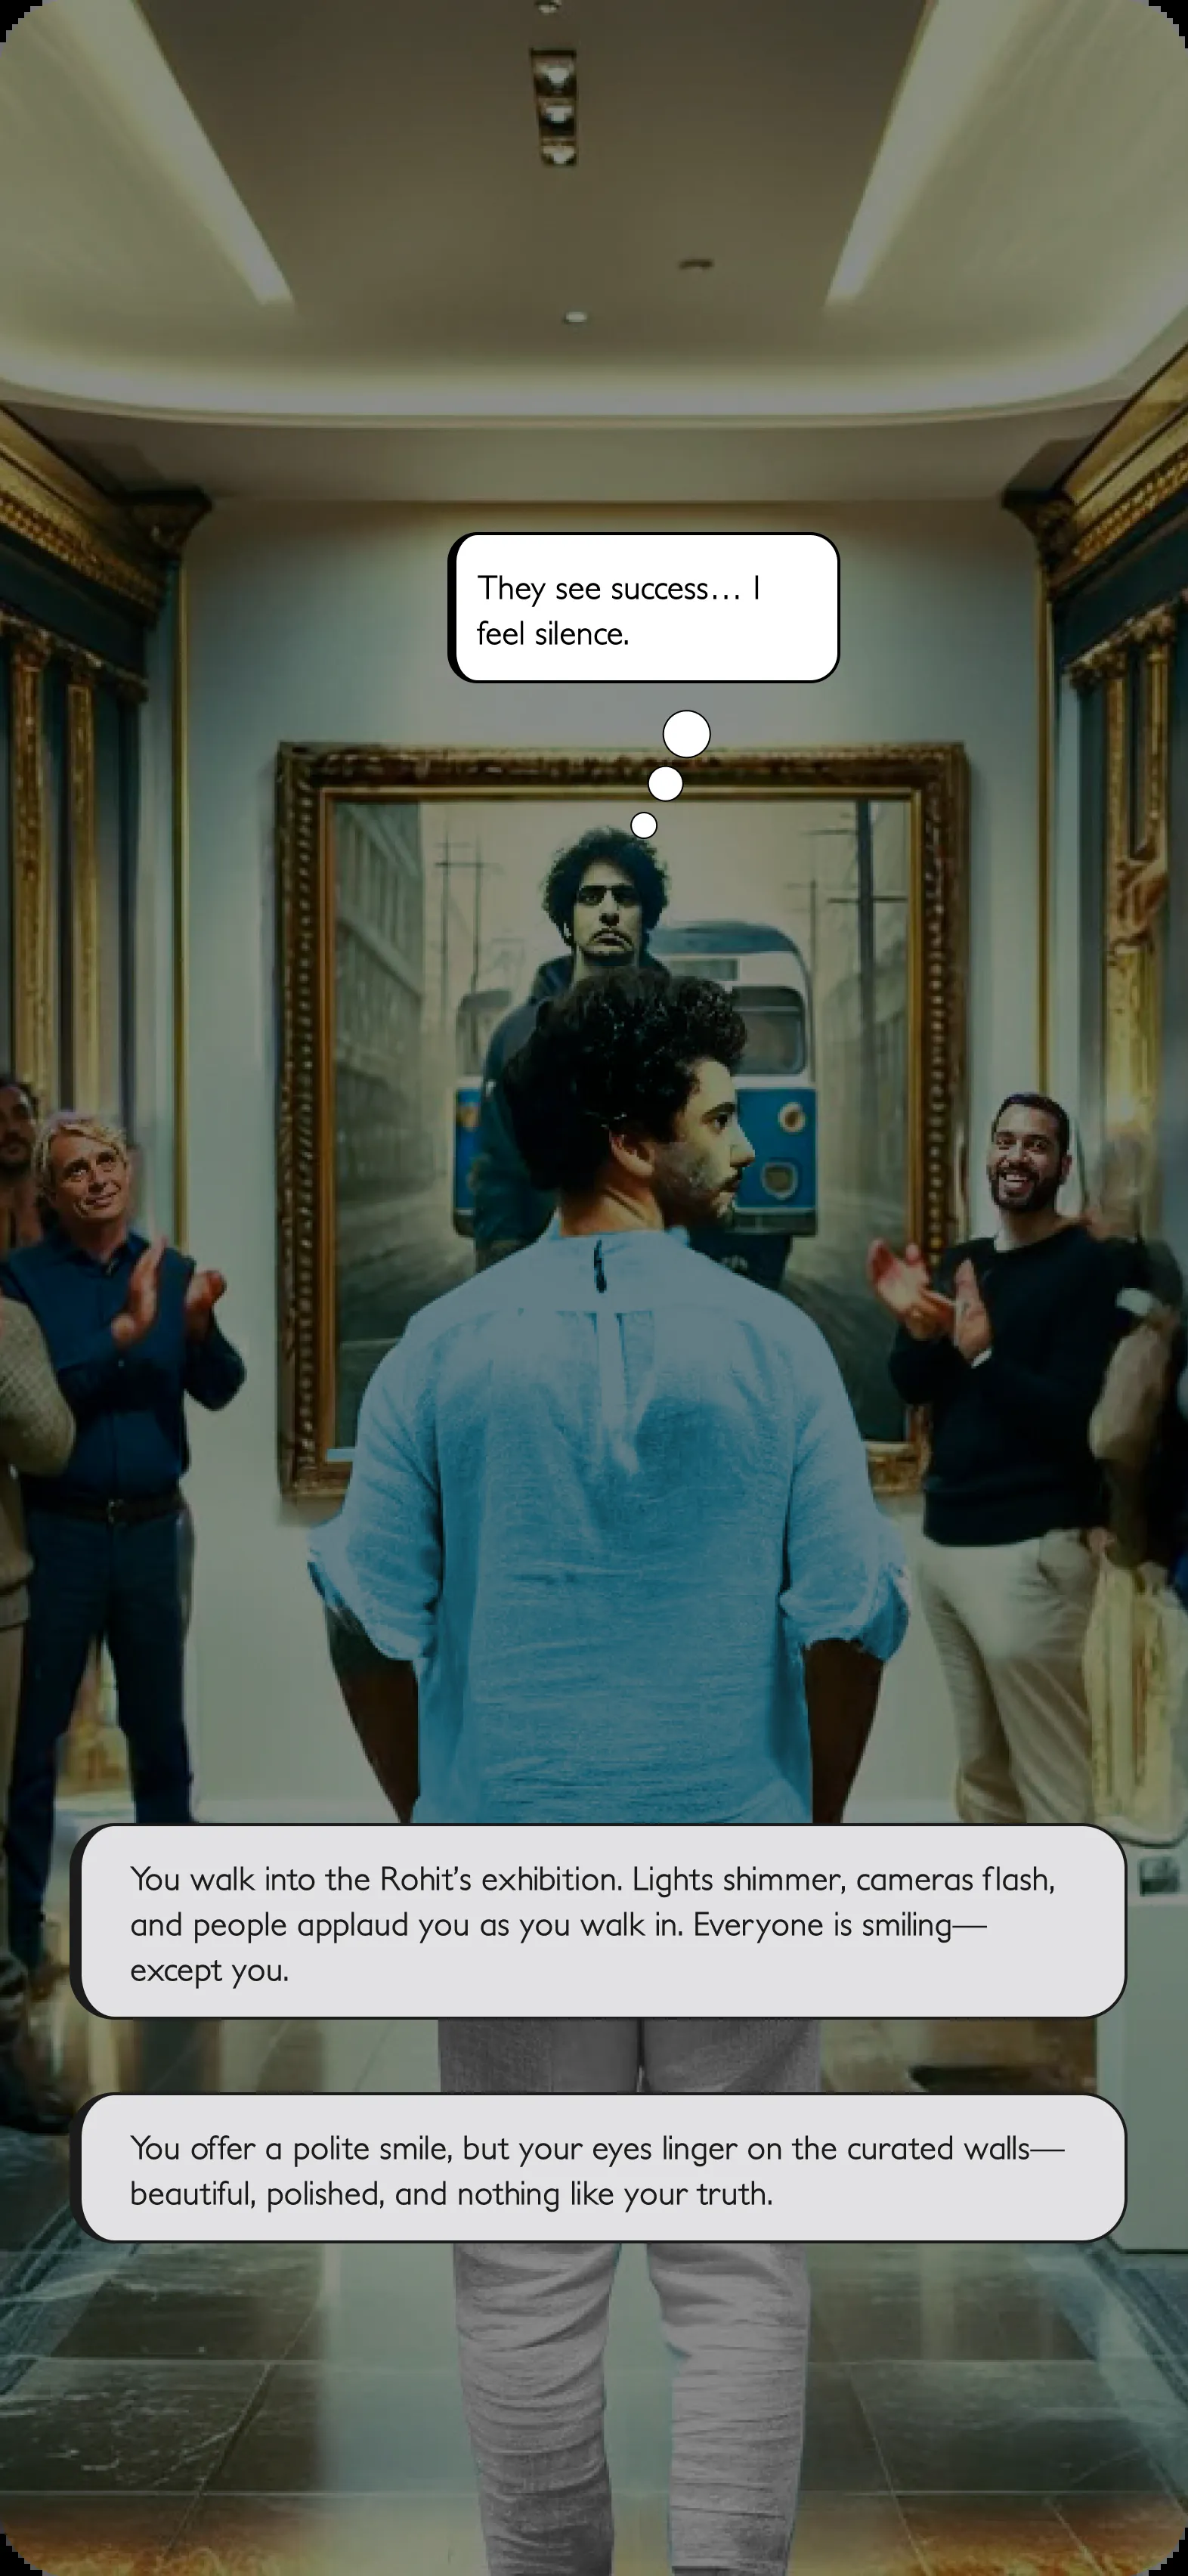 They see success… I
feel silence.
You walk into the Rohit’s exhibition. Lights shimmer, cameras flash,
and people applaud you as you walk in. Everyone is smiling—
except you.
You offer a polite smile, but your eyes linger on the curated walls—
beautiful, polished, and nothing like your truth.